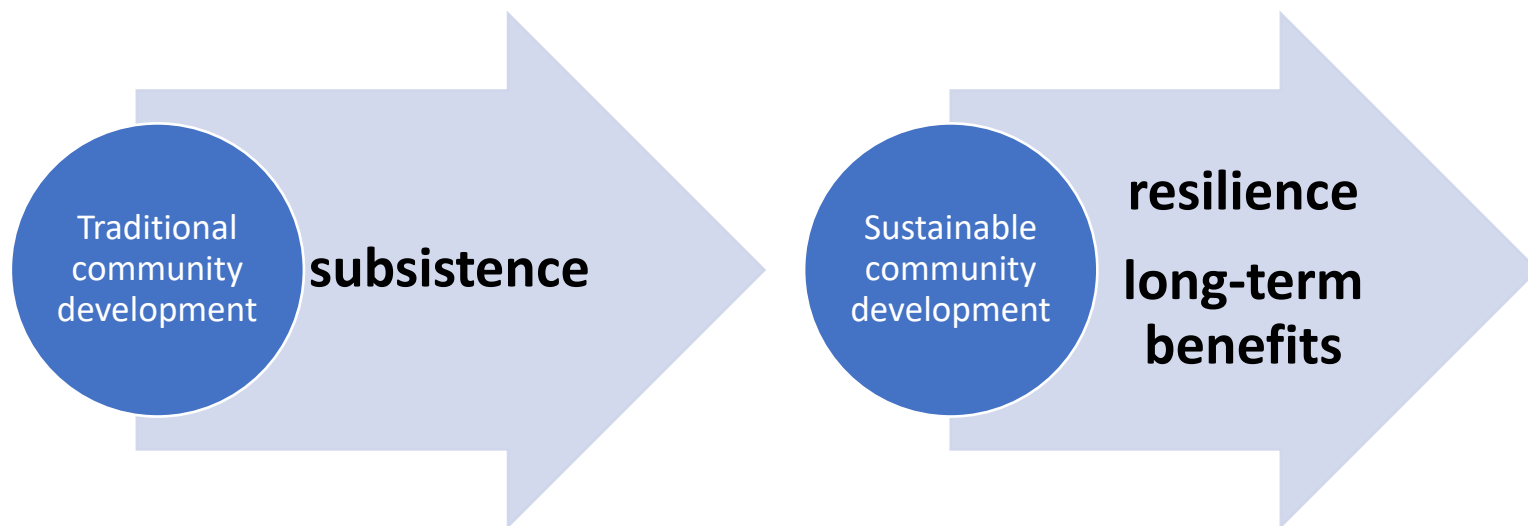 Traditional
community
development
subsistence
Sustainable
community
development
resilience
long-term
benefits